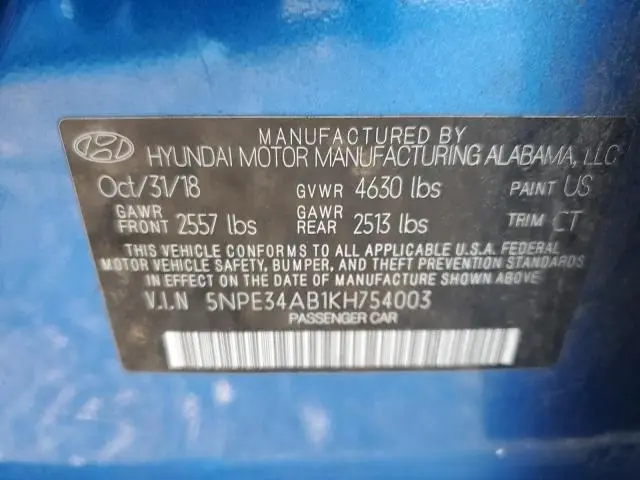 MANUFACTURED BY
HYUNDAI MOTOR MANUFACTURING ALABAMA, LLC
Oct/31/18 GVWR 4630 lbs PAINT US
GAWR FRONT 2557 lbs GAWR REAR 2513 lbs TRIM CT
THIS VEHICLE CONFORMS TO ALL APPLICABLE U.S.A. FEDERAL
MOTOR VEHICLE SAFETY, BUMPER, AND THEFT PREVENTION STANDARDS
IN EFFECT ON THE DATE OF MANUFACTURE SHOWN ABOVE.
V.I.N 5NPE34AB1KH754003
PASSENGER CAR